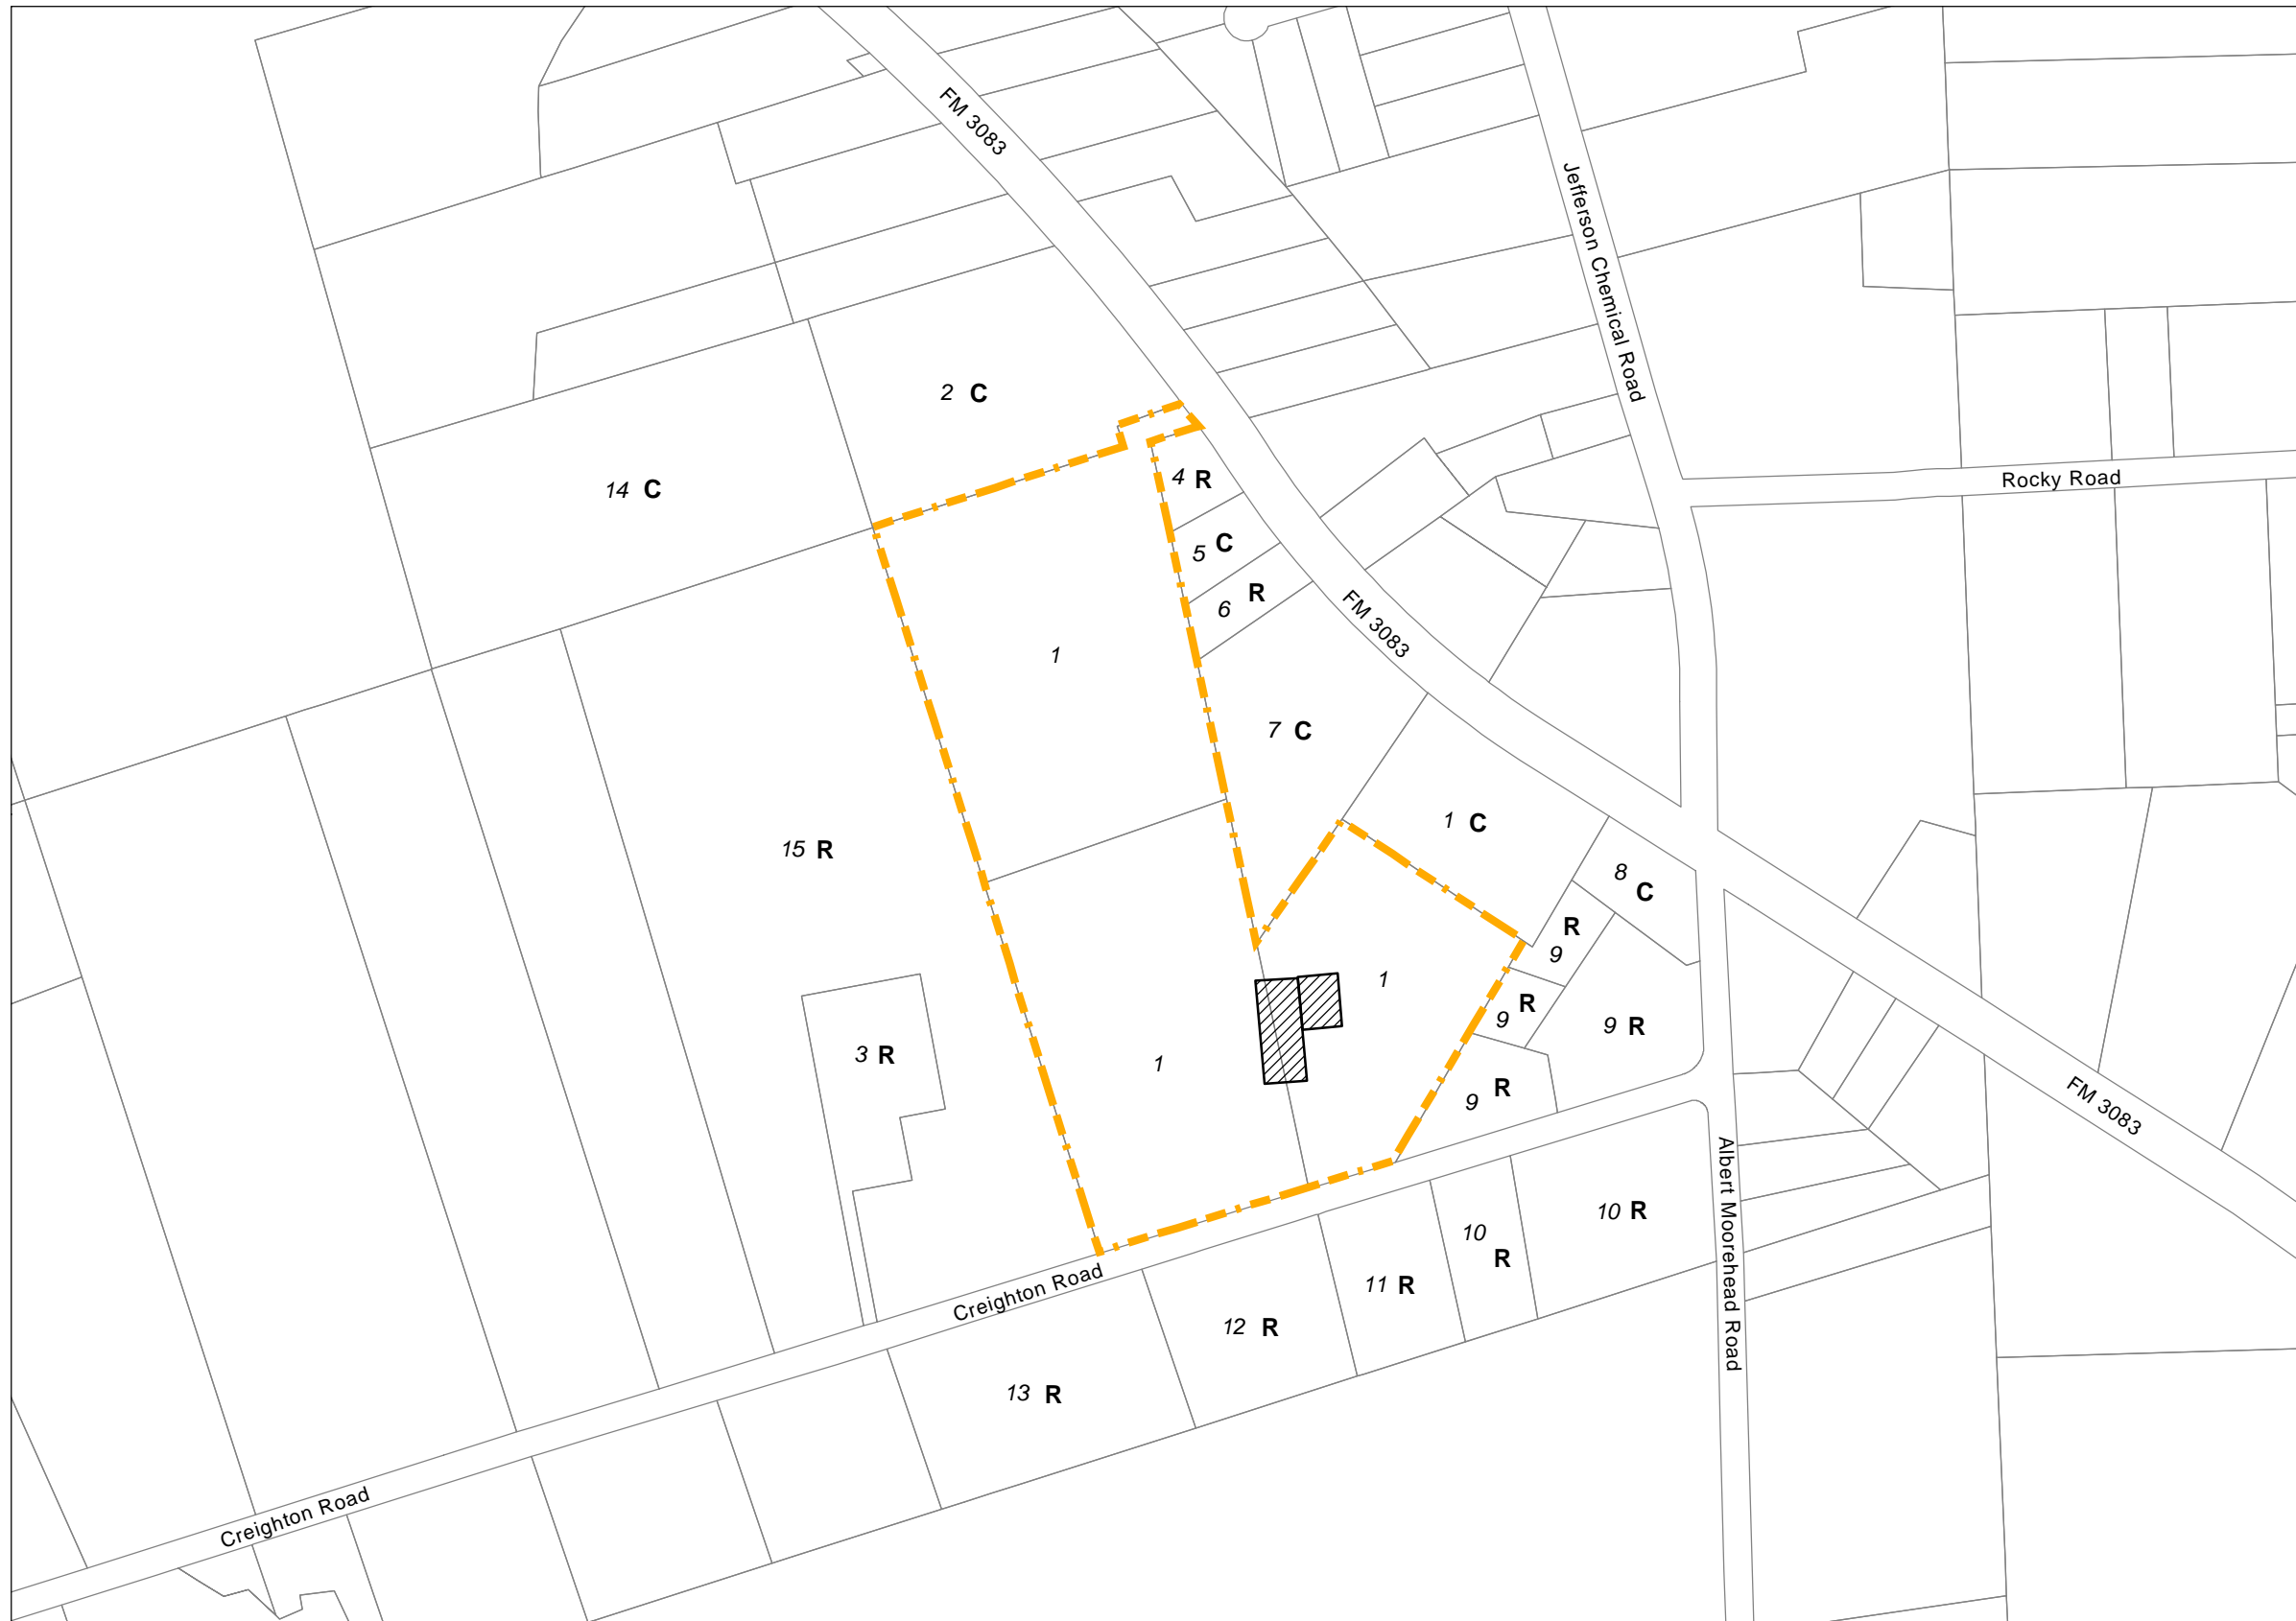 FM 3083
Jefferson Chemical Road
2 C
4 R
14 C
Rocky Road
5 C
6 R
FM 3083
1
7 C
1 C
15 R
8 C
R
9
1
R
9
9 R
3 R
1
9 R
FM 3083
Albert Moorehead Road
10 R
10
R
11 R
Creighton Road
12 R
13 R
Creighton Road